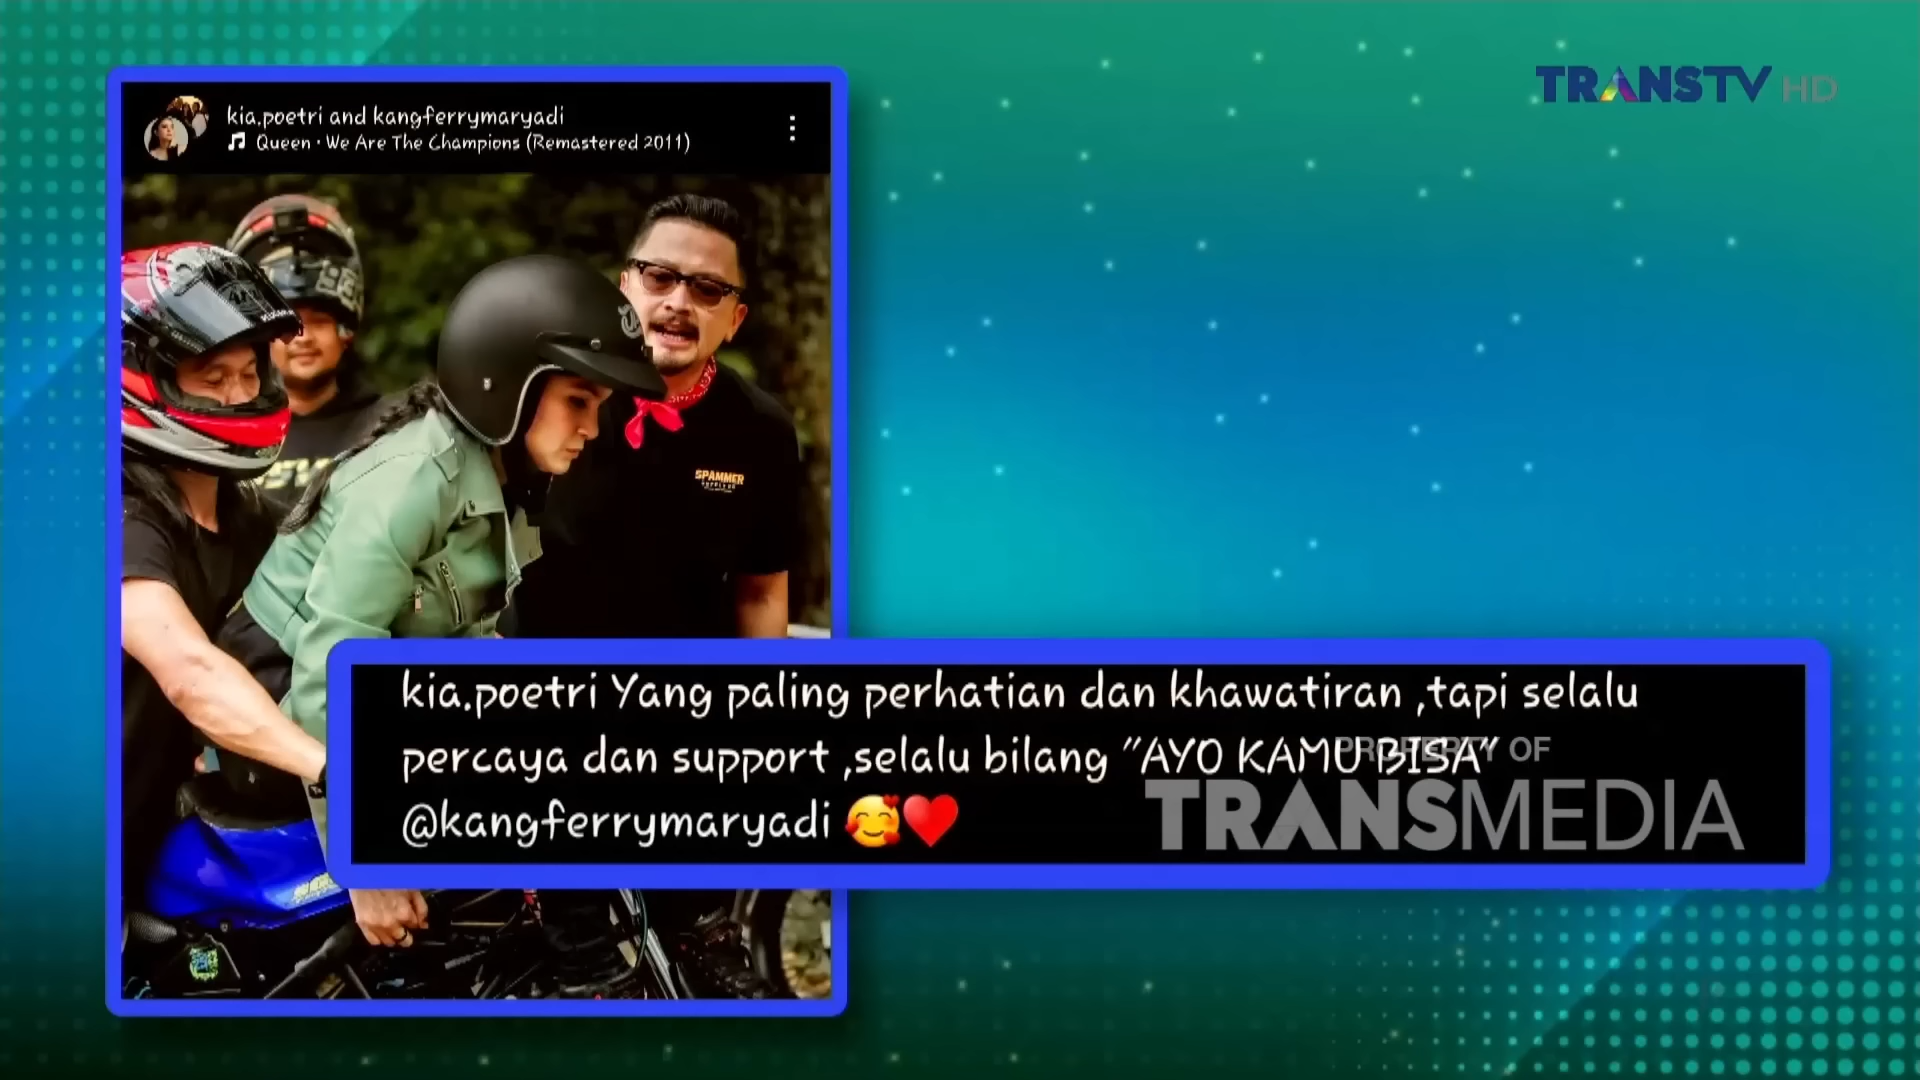 TRANSTV HD
kia.poetri and kangferrymaryadi
Queen · We Are The Champions (Remastered 2011)
SPAMMER
kia.poetri Yang paling perhatian dan khawatiran ,tapi selalu
percaya dan support ,selalu bilang "AYO KAMU BISA"
@kangferrymaryadi 🥰♥️
PROPERTY OF
TRANSMEDIA